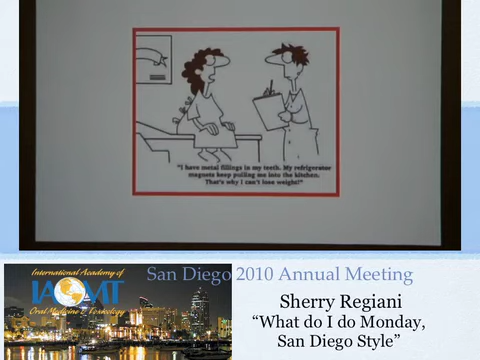 "I have metal fillings in my teeth. My refrigerator
magnets keep pulling me into the kitchen.
That's why I can't lose weight!"
San Diego 2010 Annual Meeting
International Academy of
IAOMT
Oral Medicine & Toxicology
Sherry Regiani
"What do I do Monday,
San Diego Style"